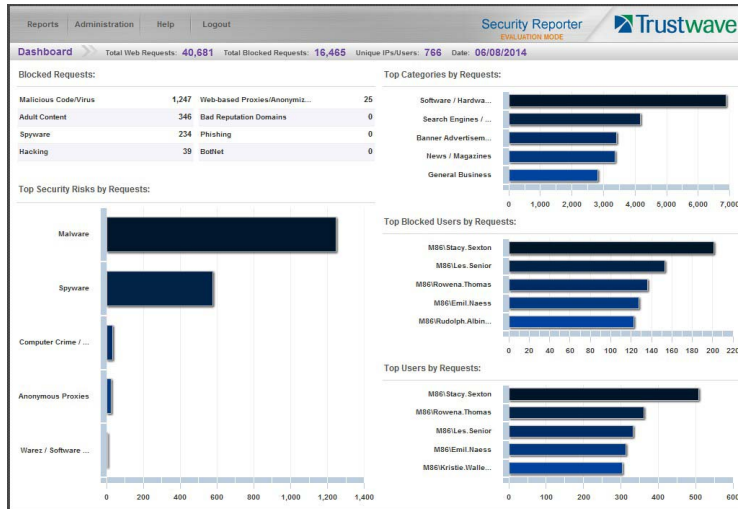 Reports Administration Help Logout
Security Reporter
EVALUATION MODE
Trustwave
Dashboard Total Web Requests: 40,681 Total Blocked Requests: 16,465 Unique IPs/Users: 766 Date: 06/08/2014
Blocked Requests:
Malicious Code/Virus 1,247 Web-based Proxies/Anonymiz... 25
Adult Content 346 Bad Reputation Domains 0
Spyware 234 Phishing 0
Hacking 39 BotNet 0
Top Security Risks by Requests:
Malware
Spyware
Computer Crime / ...
Anonymous Proxies
Warez / Software ...
0 200 400 600 800 1,000 1,200 1,400
Top Categories by Requests:
Software / Hardwa...
Search Engines / ...
Banner Advertisem...
News / Magazines
General Business
0 1,000 2,000 3,000 4,000 5,000 6,000 7,000
Top Blocked Users by Requests:
M86\Stacy.Sexton
M86\Les.Senior
M86\Rowena.Thomas
M86\Emil.Naess
M86\Rudolph.Albin...
0 20 40 60 80 100 120 140 160 180 200 220
Top Users by Requests:
M86\Stacy.Sexton
M86\Rowena.Thomas
M86\Les.Senior
M86\Emil.Naess
M86\Kristie.Walle...
0 100 200 300 400 500 600